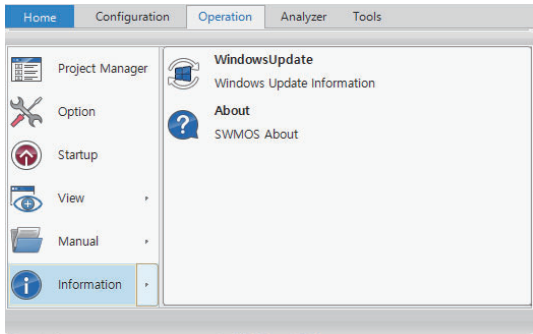 Home Configuration Operation Analyzer Tools
Project Manager
Option
Startup
View
Manual
Information
WindowsUpdate
Windows Update Information
About
SWMOS About